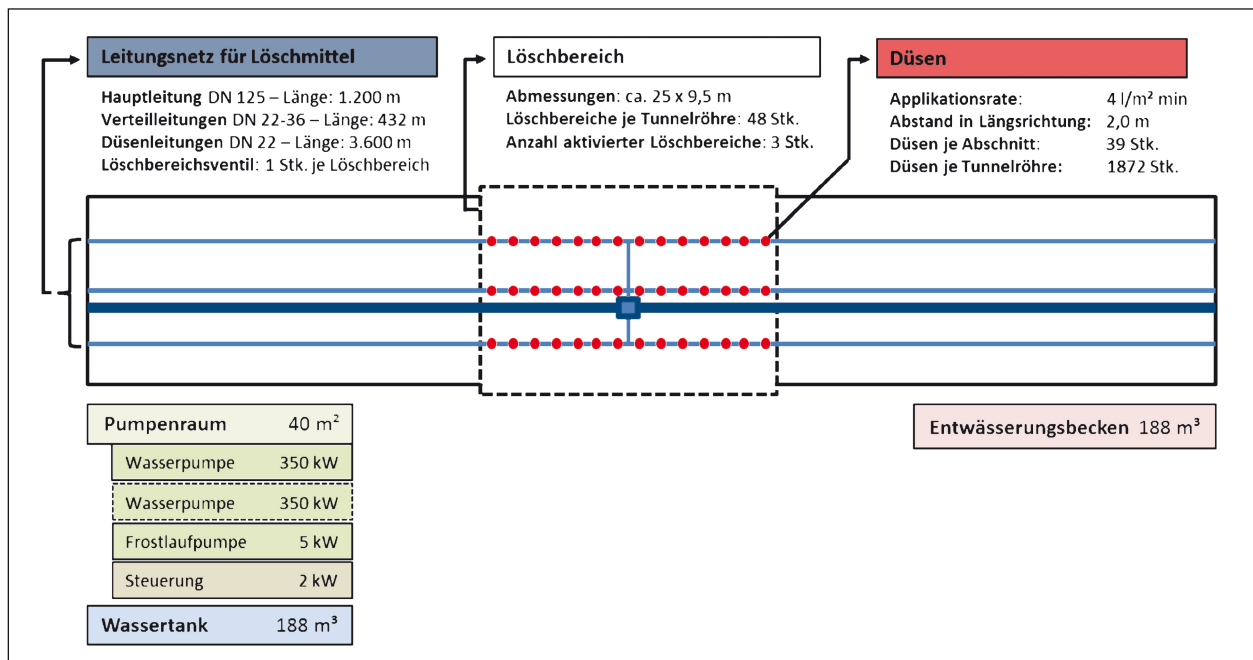 Leitungsnetz für Löschmittel
Hauptleitung DN 125 – Länge: 1.200 m
Verteilleitungen DN 22-36 – Länge: 432 m
Düsenleitungen DN 22 – Länge: 3.600 m
Löschbereichsventil: 1 Stk. je Löschbereich
Löschbereich
Abmessungen: ca. 25 x 9,5 m
Löschbereiche je Tunnelröhre: 48 Stk.
Anzahl aktivierter Löschbereiche: 3 Stk.
Düsen
Applikationsrate: 4 l/m² min
Abstand in Längsrichtung: 2,0 m
Düsen je Abschnitt: 39 Stk.
Düsen je Tunnelröhre: 1872 Stk.
Pumpenraum 40 m²
Wasserpumpe 350 kW
Wasserpumpe 350 kW
Frostlaufpumpe 5 kW
Steuerung 2 kW
Wassertank 188 m³
Entwässerungsbecken 188 m³